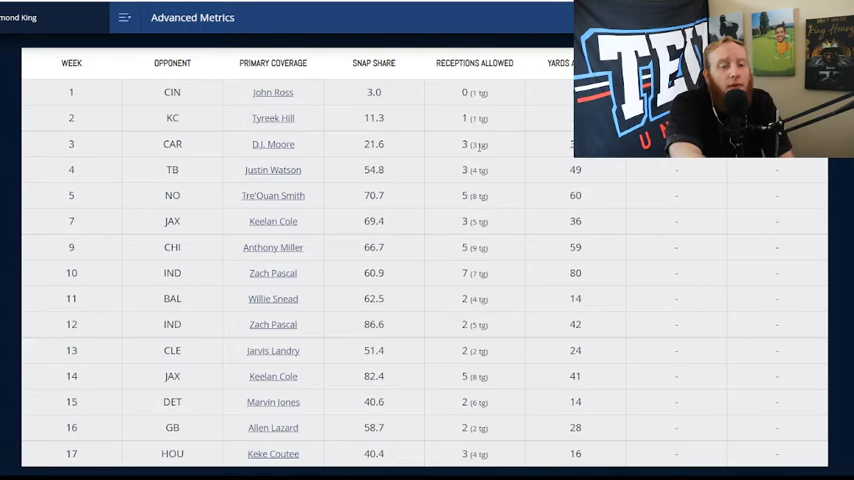 mond King
Advanced Metrics
WEEK OPPONENT PRIMARY COVERAGE SNAP SHARE RECEPTIONS ALLOWED YARDS A
1 CIN John Ross 3.0 0 (1 tg)
2 KC Tyreek Hill 11.3 1 (1 tg)
3 CAR D.J. Moore 21.6 3 (3 tg) 3
4 TB Justin Watson 54.8 3 (4 tg) 49 - -
5 NO Tre'Quan Smith 70.7 5 (8 tg) 60 - -
7 JAX Keelan Cole 69.4 3 (5 tg) 36 - -
9 CHI Anthony Miller 66.7 5 (9 tg) 59 - -
10 IND Zach Pascal 60.9 7 (7 tg) 80 - -
11 BAL Willie Snead 62.5 2 (4 tg) 14 - -
12 IND Zach Pascal 86.6 2 (5 tg) 42 - -
13 CLE Jarvis Landry 51.4 2 (2 tg) 24 - -
14 JAX Keelan Cole 82.4 5 (8 tg) 41 - -
15 DET Marvin Jones 40.6 2 (6 tg) 14 - -
16 GB Allen Lazard 58.7 2 (2 tg) 28 - -
17 HOU Keke Coutee 40.4 3 (4 tg) 16 - -
TE
U
King Henry